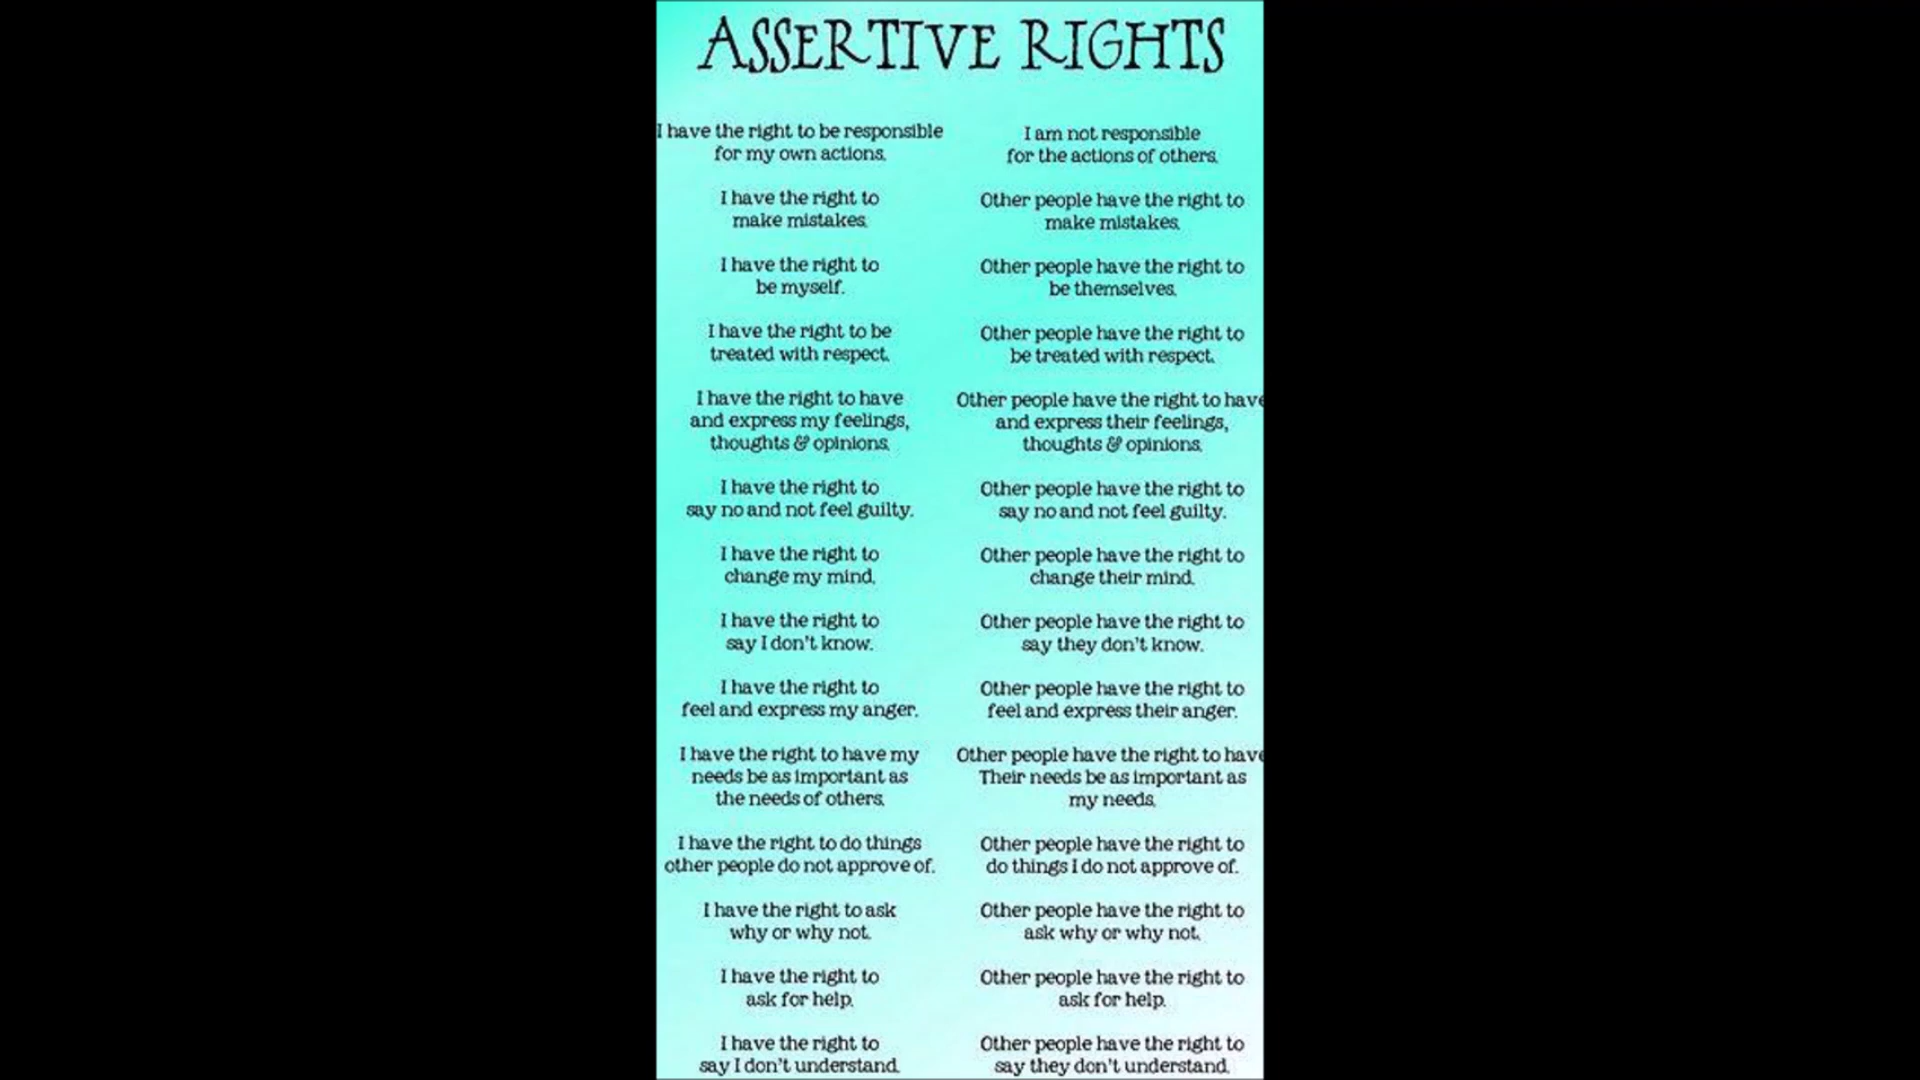 ASSERTIVE RIGHTS
I have the right to be responsible
for my own actions.
I am not responsible
for the actions of others.
I have the right to
make mistakes.
Other people have the right to
make mistakes.
I have the right to
be myself.
Other people have the right to
be themselves.
I have the right to be
treated with respect.
Other people have the right to
be treated with respect.
I have the right to have
and express my feelings,
thoughts & opinions.
Other people have the right to have
and express their feelings,
thoughts & opinions.
I have the right to
say no and not feel guilty.
Other people have the right to
say no and not feel guilty.
I have the right to
change my mind.
Other people have the right to
change their mind.
I have the right to
say I don't know.
Other people have the right to
say they don't know.
I have the right to
feel and express my anger.
Other people have the right to
feel and express their anger.
I have the right to have my
needs be as important as
the needs of others.
Other people have the right to have
Their needs be as important as
my needs.
I have the right to do things
other people do not approve of.
Other people have the right to
do things I do not approve of.
I have the right to ask
why or why not.
Other people have the right to
ask why or why not.
I have the right to
ask for help.
Other people have the right to
ask for help.
I have the right to
say I don't understand.
Other people have the right to
say they don't understand.